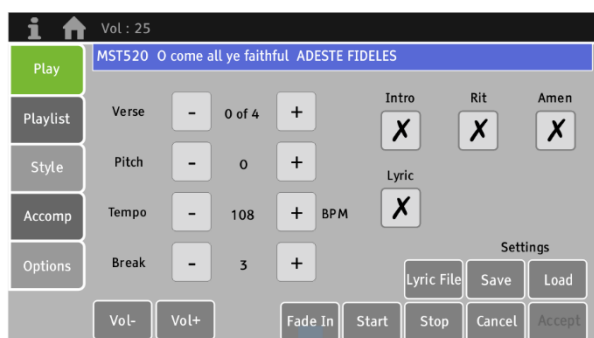 Vol : 25
Play
MST520 O come all ye faithful ADESTE FIDELES
Playlist
Style
Accomp
Options
Verse - 0 of 4 +
Pitch - 0 +
Tempo - 108 + BPM
Break - 3 +
Intro Rit Amen
✗ ✗ ✗
Lyric
✗
Settings
Lyric File Save Load
Vol- Vol+ Fade In Start Stop Cancel Accept